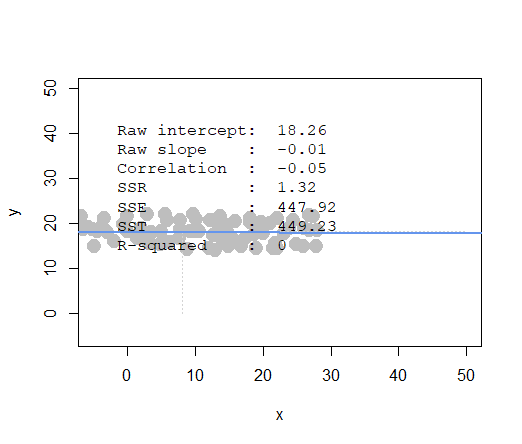 50
40
30
20
10
0
y
Raw intercept: 18.26
Raw slope : -0.01
Correlation : -0.05
SSR : 1.32
SSE : 447.92
SST : 449.23
R-squared : 0
0 10 20 30 40 50
x